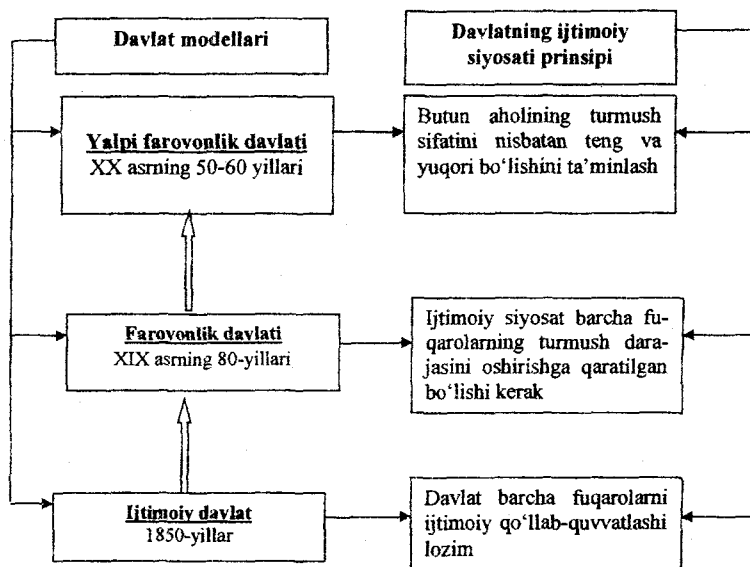 Davlat modellari
Davlatning ijtimoiy
siyosati prinsipi
Yalpi farovonlik davlati
XX asrning 50-60 yillari
Butun aholining turmush
sifatini nisbatan teng va
yuqori bo‘lishini ta’minlash
Farovonlik davlati
XIX asrning 80-yillari
Ijtimoiy siyosat barcha fu-
qarolarning turmush dara-
jasini oshirishga qaratilgan
bo‘lishi kerak
Ijtimoiy davlat
1850-yillar
Davlat barcha fuqarolarni
ijtimoiy qo‘llab-quvvatlashi
lozim